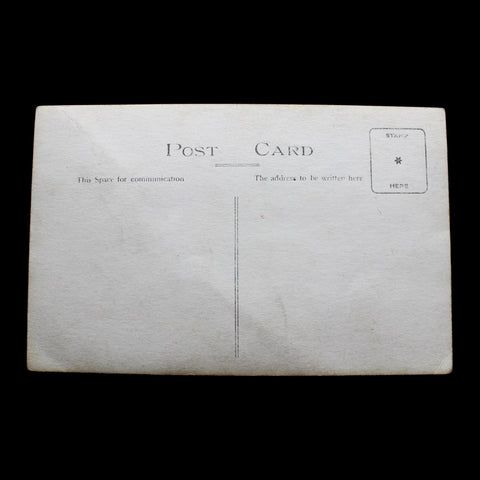 POST CARD
STAMP
*
HERE
This Space for communication
The address to be written here